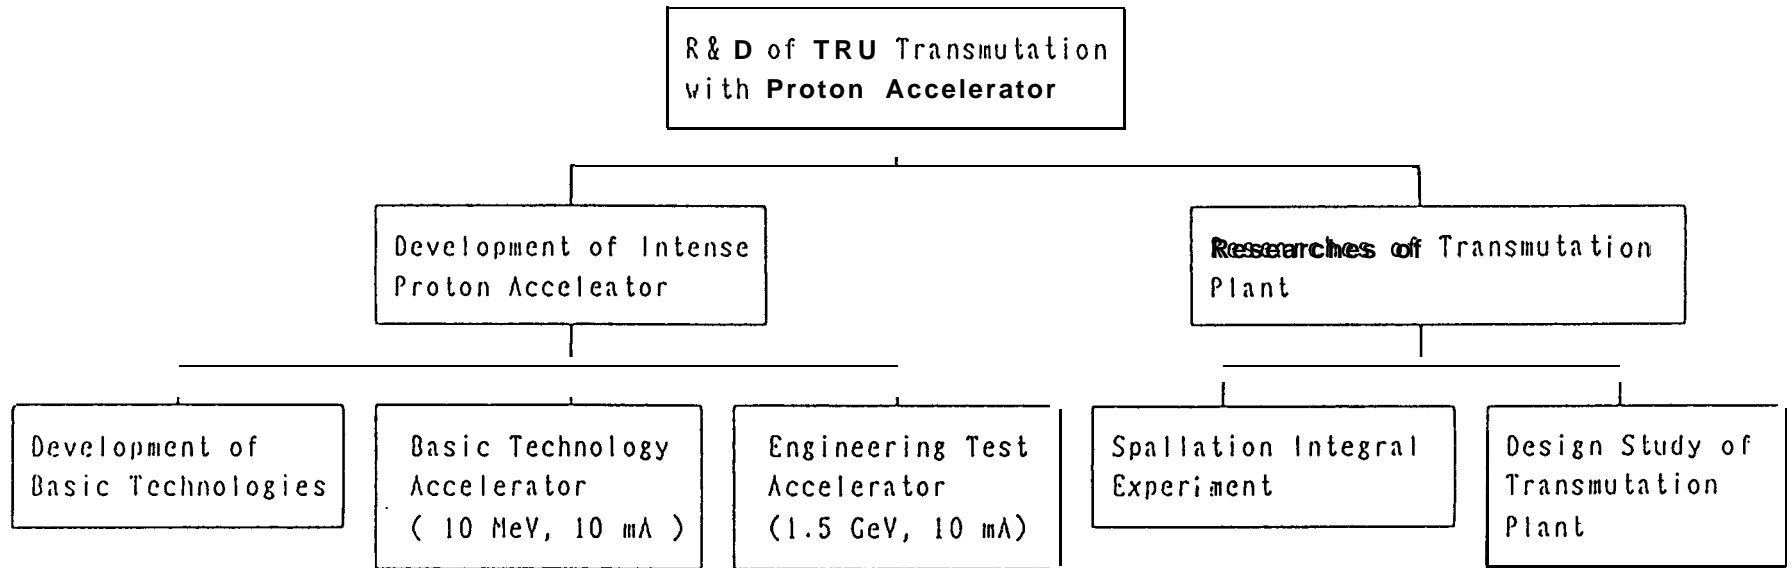 R & D of TRU Transmutation
with Proton Accelerator
Development of Intense
Proton Acceleator
Researches of Transmutation
Plant
Development of
Basic Technologies
Basic Technology
Accelerator
( 10 MeV, 10 mA )
Engineering Test
Accelerator
(1.5 GeV, 10 mA)
Spallation Integral
Experiment
Design Study of
Transmutation
Plant